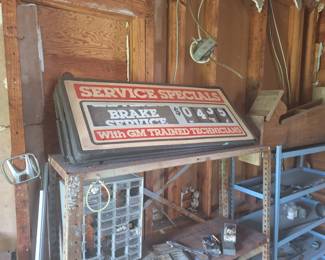 SERVICE SPECIALS
BRAKE
SERVICE
With GM TRAINED TECHNICIANS